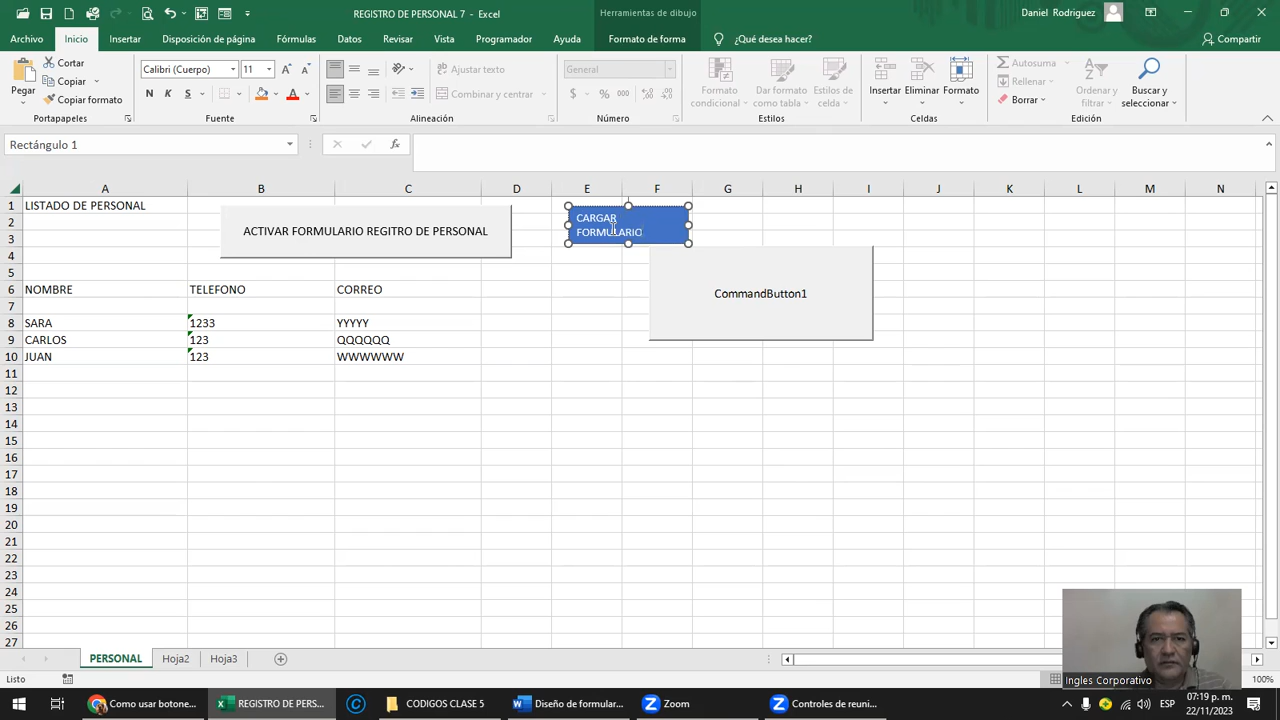 REGISTRO DE PERSONAL 7 - Excel
Herramientas de dibujo
Daniel Rodriguez
Archivo Inicio Insertar Disposición de página Fórmulas Datos Revisar Vista Programador Ayuda Formato de forma ¿Qué desea hacer? Compartir
Pegar
Cortar
Copiar
Copiar formato
Portapapeles
Calibri (Cuerpo) 11
N K S
Fuente
Ajustar texto
Combinar y centrar
Alineación
General
$ % 000
Número
Formato condicional
Dar formato como tabla
Estilos de celda
Estilos
Insertar Eliminar Formato
Celdas
Autosuma
Rellenar
Borrar
Ordenar y filtrar
Buscar y seleccionar
Edición
Rectángulo 1
fx
A B C D E F G H I J K L M N
1 LISTADO DE PERSONAL
ACTIVAR FORMULARIO REGITRO DE PERSONAL
CARGAR
FORMULARIO
CommandButton1
2
3
4
5
6 NOMBRE TELEFONO CORREO
7
8 SARA 1233 YYYYY
9 CARLOS 123 QQQQQQ
10 JUAN 123 WWWWWW
11
12
13
14
15
16
17
18
19
20
21
22
23
24
25
26
27
PERSONAL Hoja2 Hoja3
Listo
100%
Ingles Corporativo
Como usar botone...
REGISTRO DE PERS...
CODIGOS CLASE 5
Diseño de formular...
Zoom
Controles de reuni...
ESP
07:19 p. m.
22/11/2023